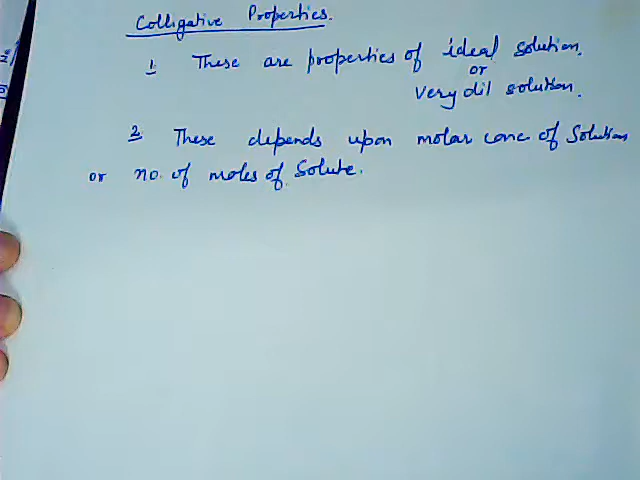 Colligative Properties.
1 These are properties of ideal solution.
or
very dil solution.
2 These depends upon molar conc of Solution
or no. of moles of Solute.